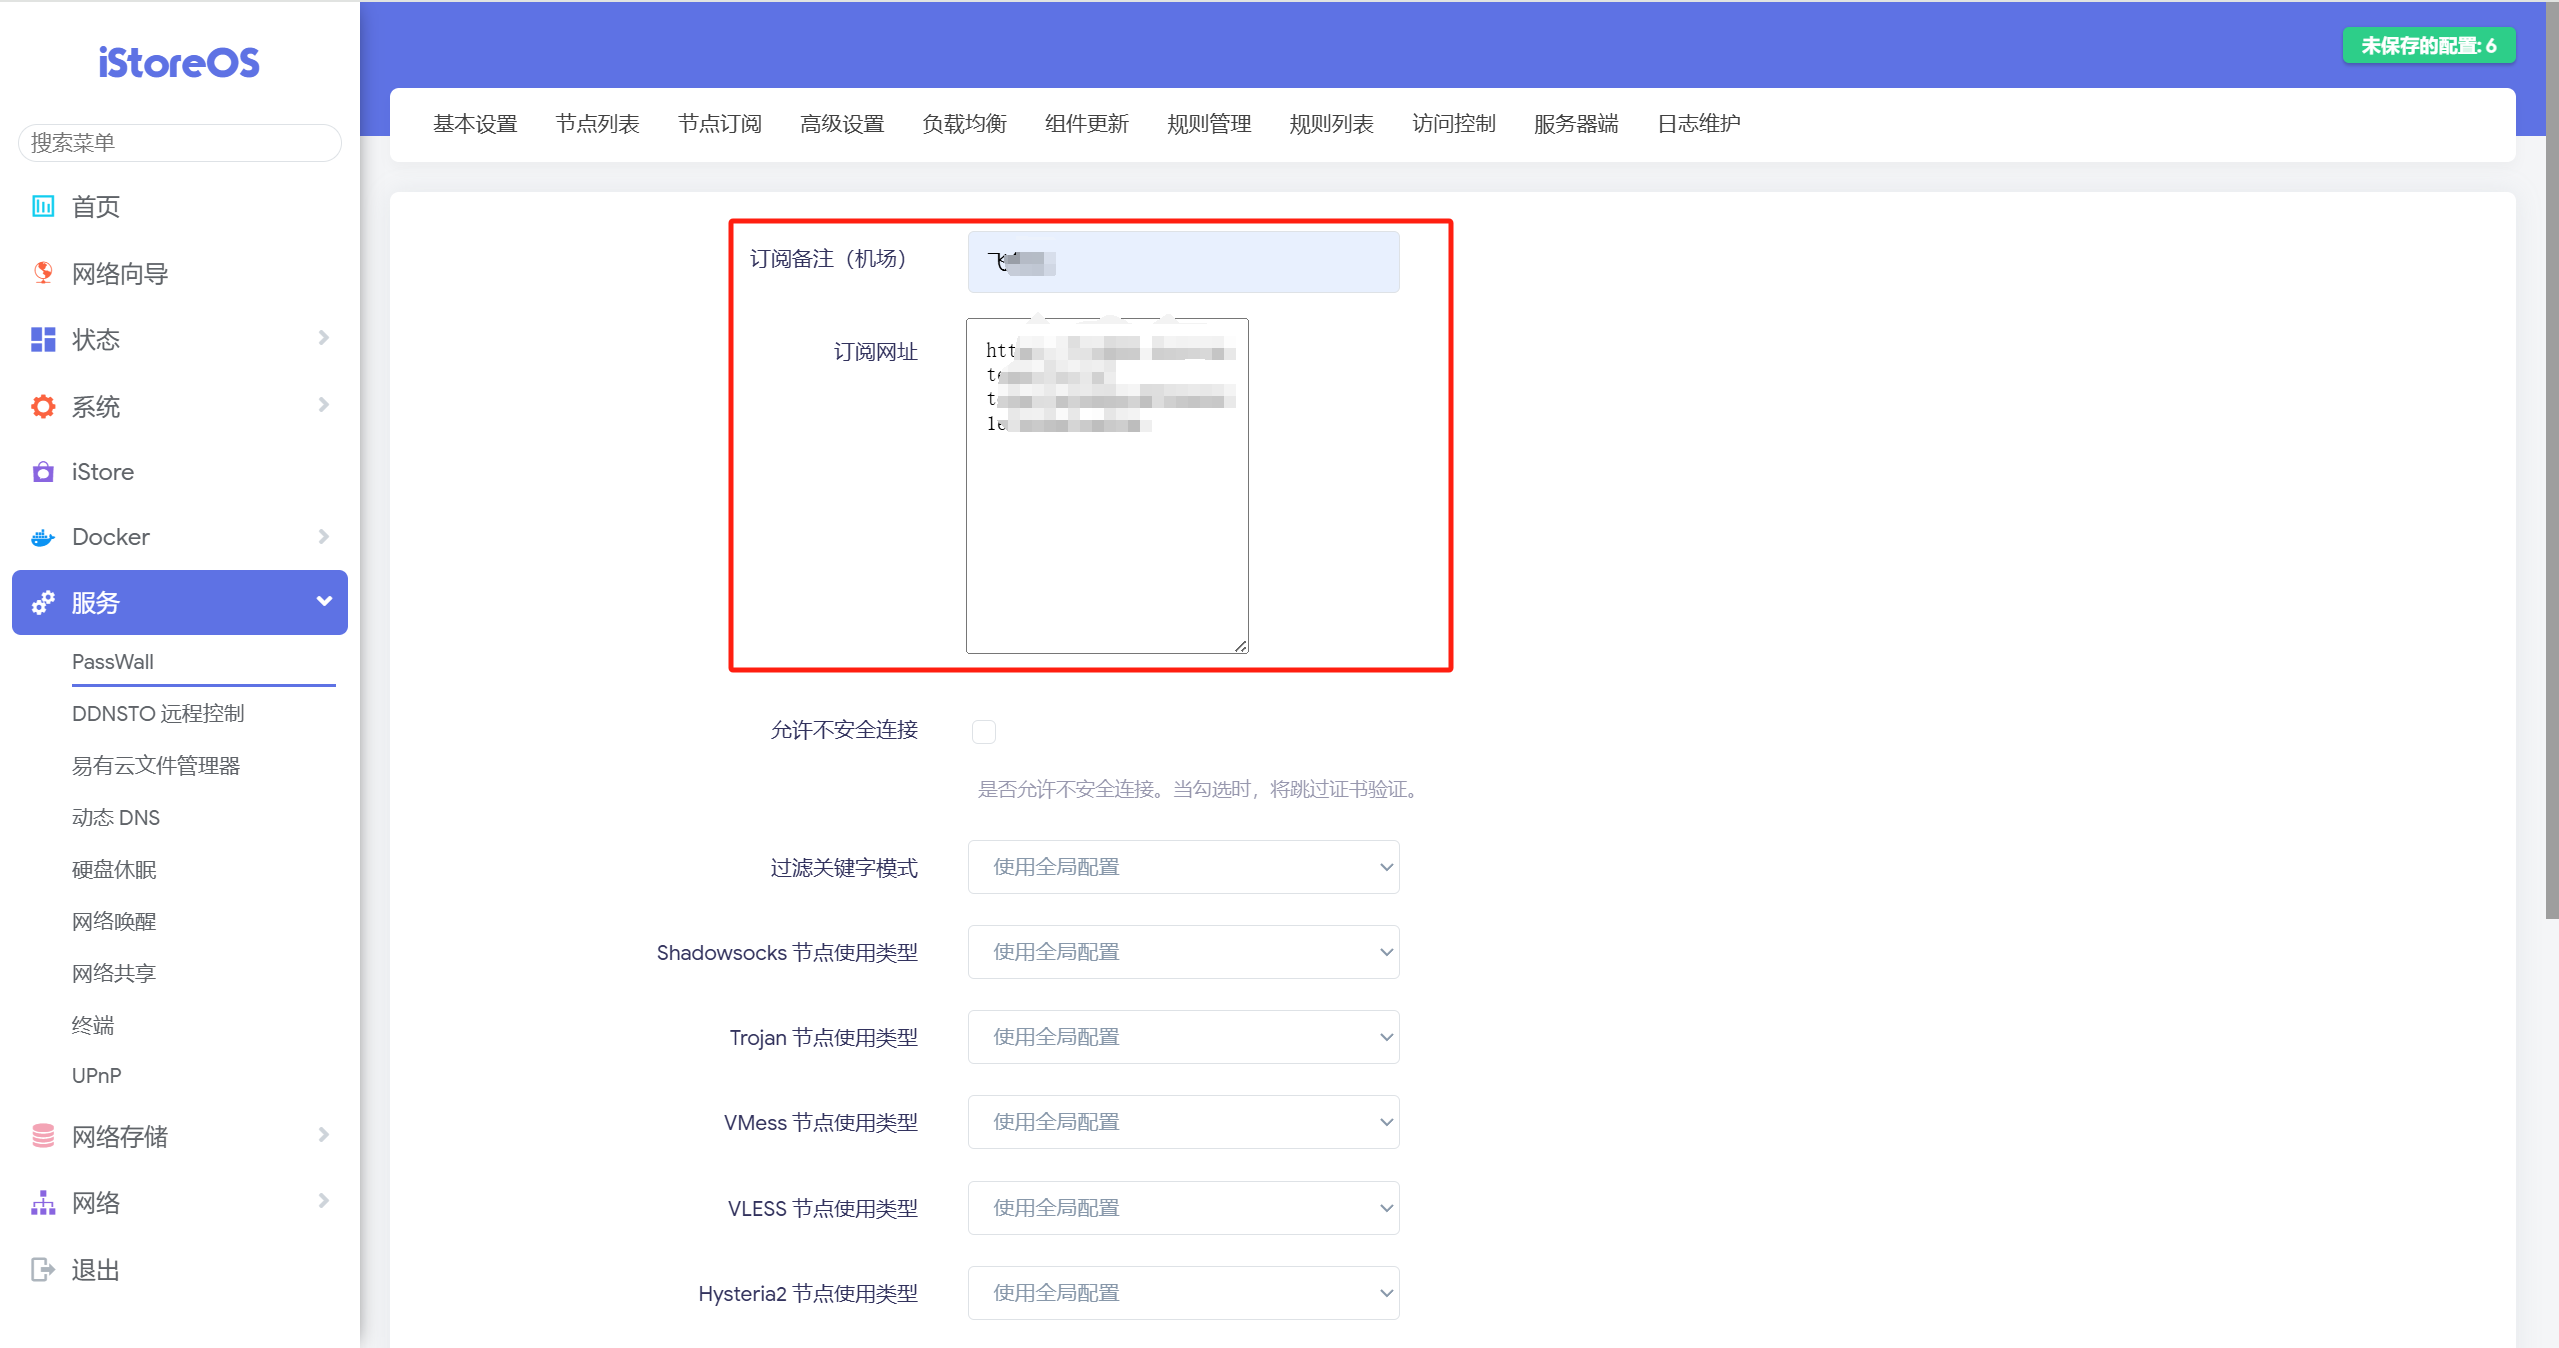 iStoreOS
未保存的配置: 6
搜索菜单
首页
网络向导
状态
系统
iStore
Docker
服务
PassWall
DDNSTO 远程控制
易有云文件管理器
动态 DNS
硬盘休眠
网络唤醒
网络共享
终端
UPnP
网络存储
网络
退出
基本设置 节点列表 节点订阅 高级设置 负载均衡 组件更新 规则管理 规则列表 访问控制 服务器端 日志维护
订阅备注（机场） 飞
订阅网址
htt
te
t
le
允许不安全连接
是否允许不安全连接。当勾选时，将跳过证书验证。
过滤关键字模式 使用全局配置
Shadowsocks 节点使用类型 使用全局配置
Trojan 节点使用类型 使用全局配置
VMess 节点使用类型 使用全局配置
VLESS 节点使用类型 使用全局配置
Hysteria2 节点使用类型 使用全局配置